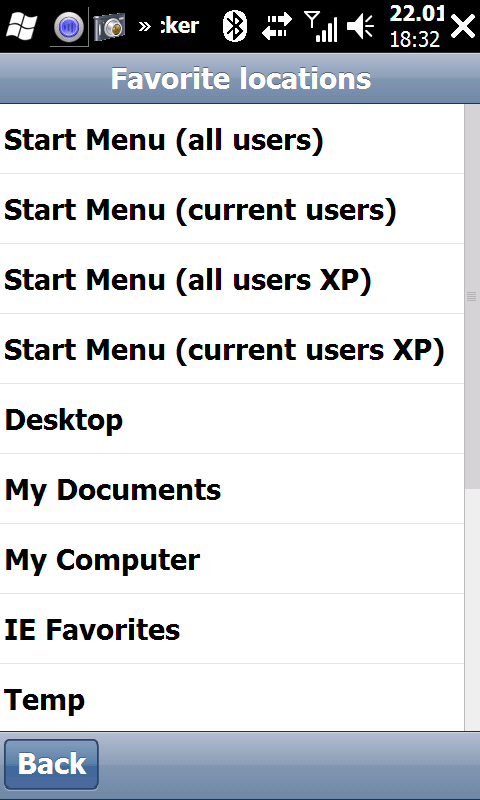 » cker 22.01
18:32
Favorite locations
Start Menu (all users)
Start Menu (current users)
Start Menu (all users XP)
Start Menu (current users XP)
Desktop
My Documents
My Computer
IE Favorites
Temp
Back